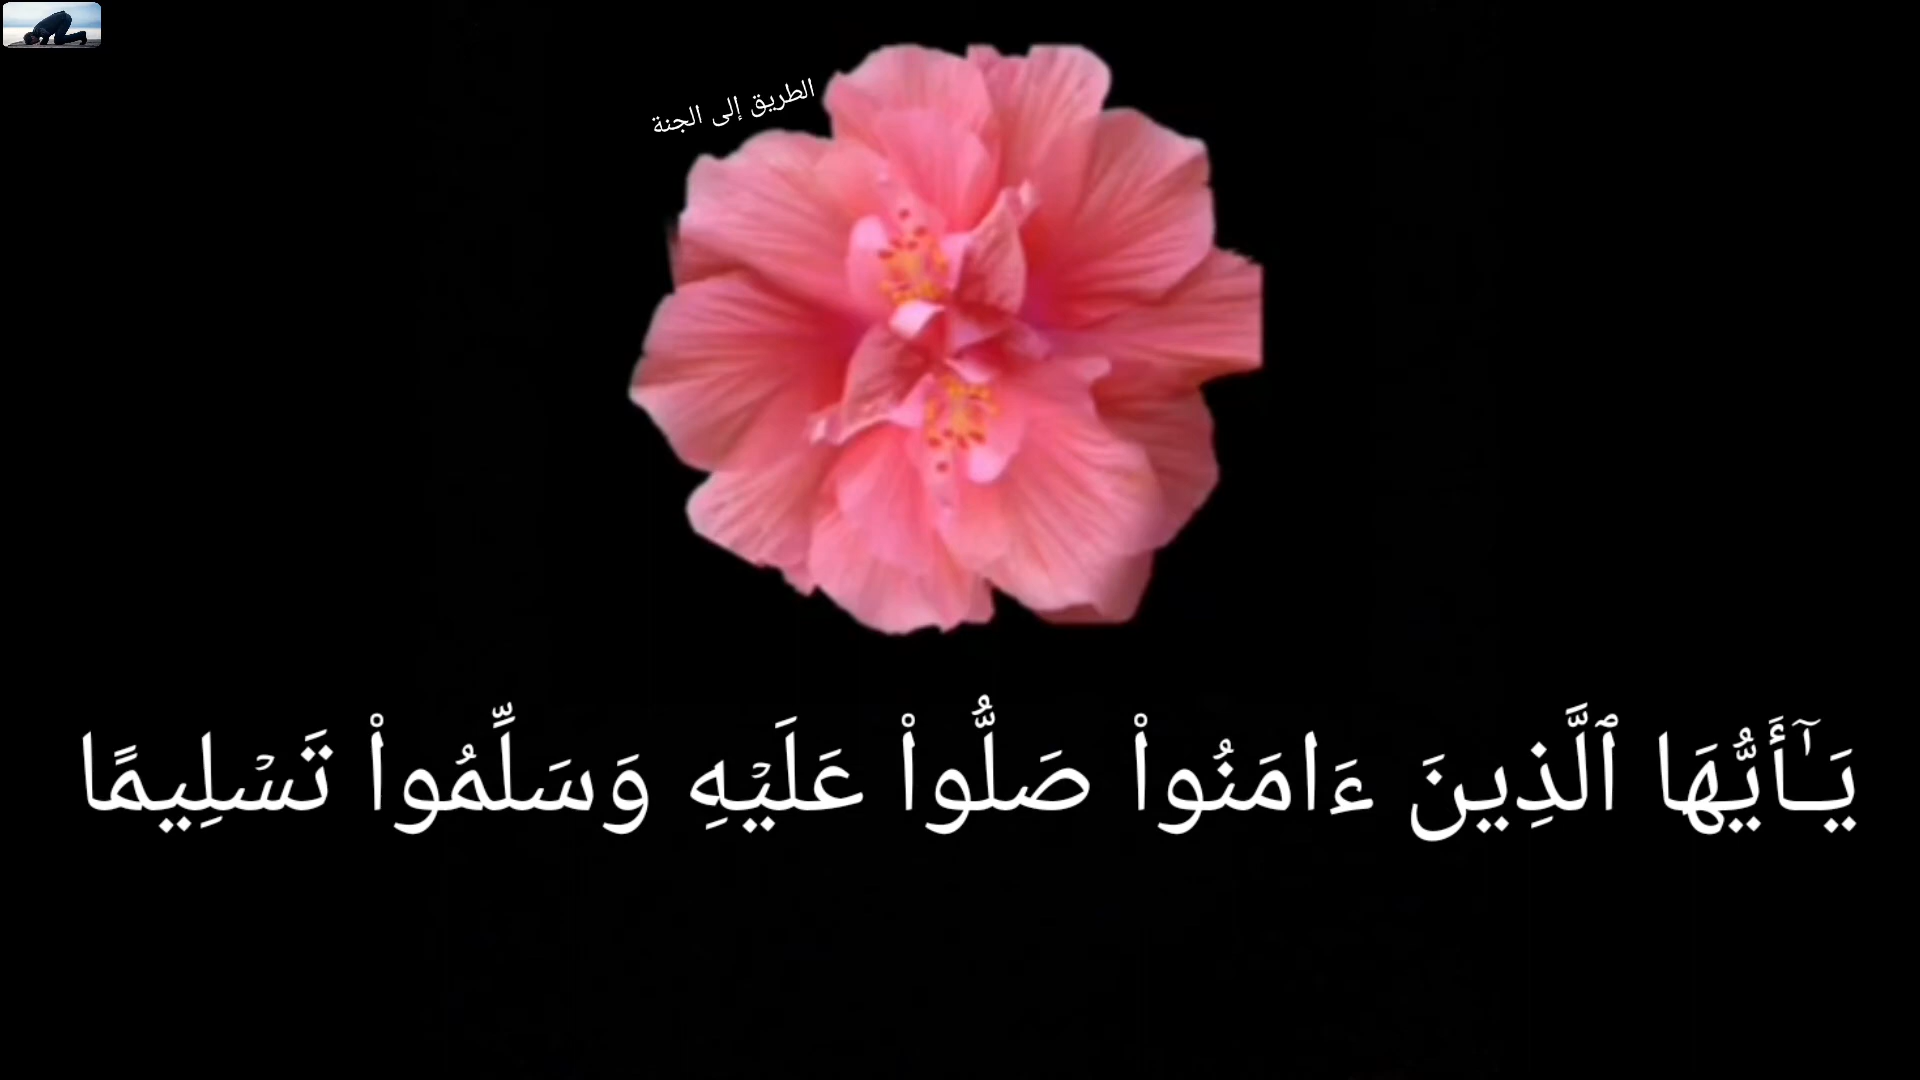 الطريق إلى الجنة
يَـٰٓأَيُّهَا ٱلَّذِينَ ءَامَنُوا۟ صَلُّوا۟ عَلَيْهِ وَسَلِّمُوا۟ تَسْلِيمًا